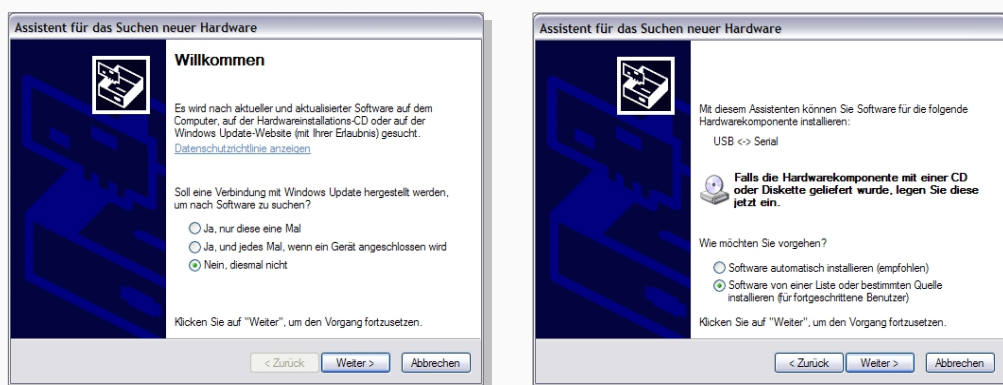 Assistent für das Suchen neuer Hardware
Willkommen
Es wird nach aktueller und aktualisierter Software auf dem
Computer, auf der Hardwareinstallations-CD oder auf der
Windows Update-Website (mit Ihrer Erlaubnis) gesucht.
Datenschutzrichtlinie anzeigen
Soll eine Verbindung mit Windows Update hergestellt werden,
um nach Software zu suchen?
Ja, nur diese eine Mal
Ja, und jedes Mal, wenn ein Gerät angeschlossen wird
Nein, diesmal nicht
Klicken Sie auf "Weiter", um den Vorgang fortzusetzen.
< Zurück Weiter > Abbrechen
Assistent für das Suchen neuer Hardware
Mit diesem Assistenten können Sie Software für die folgende
Hardwarekomponente installieren:
USB <-> Serial
Falls die Hardwarekomponente mit einer CD
oder Diskette geliefert wurde, legen Sie diese
jetzt ein.
Wie möchten Sie vorgehen?
Software automatisch installieren (empfohlen)
Software von einer Liste oder bestimmten Quelle
installieren (für fortgeschrittene Benutzer)
Klicken Sie auf "Weiter", um den Vorgang fortzusetzen.
< Zurück Weiter > Abbrechen